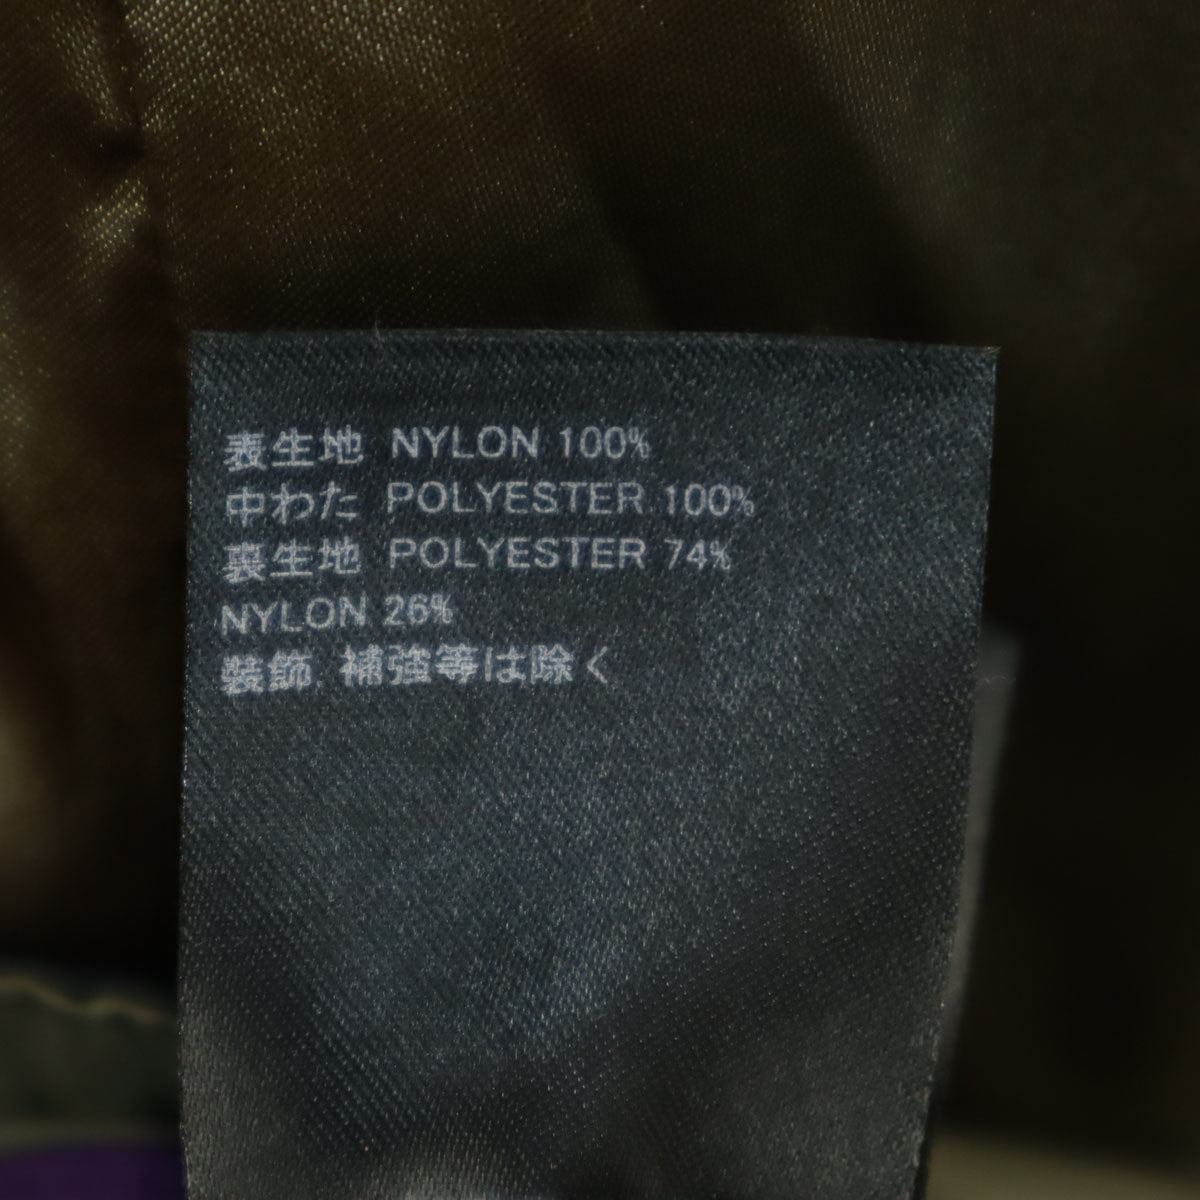 表生地 NYLON 100%
中わた POLYESTER 100%
裏生地 POLYESTER 74%
NYLON 26%
装飾. 補強等は除く